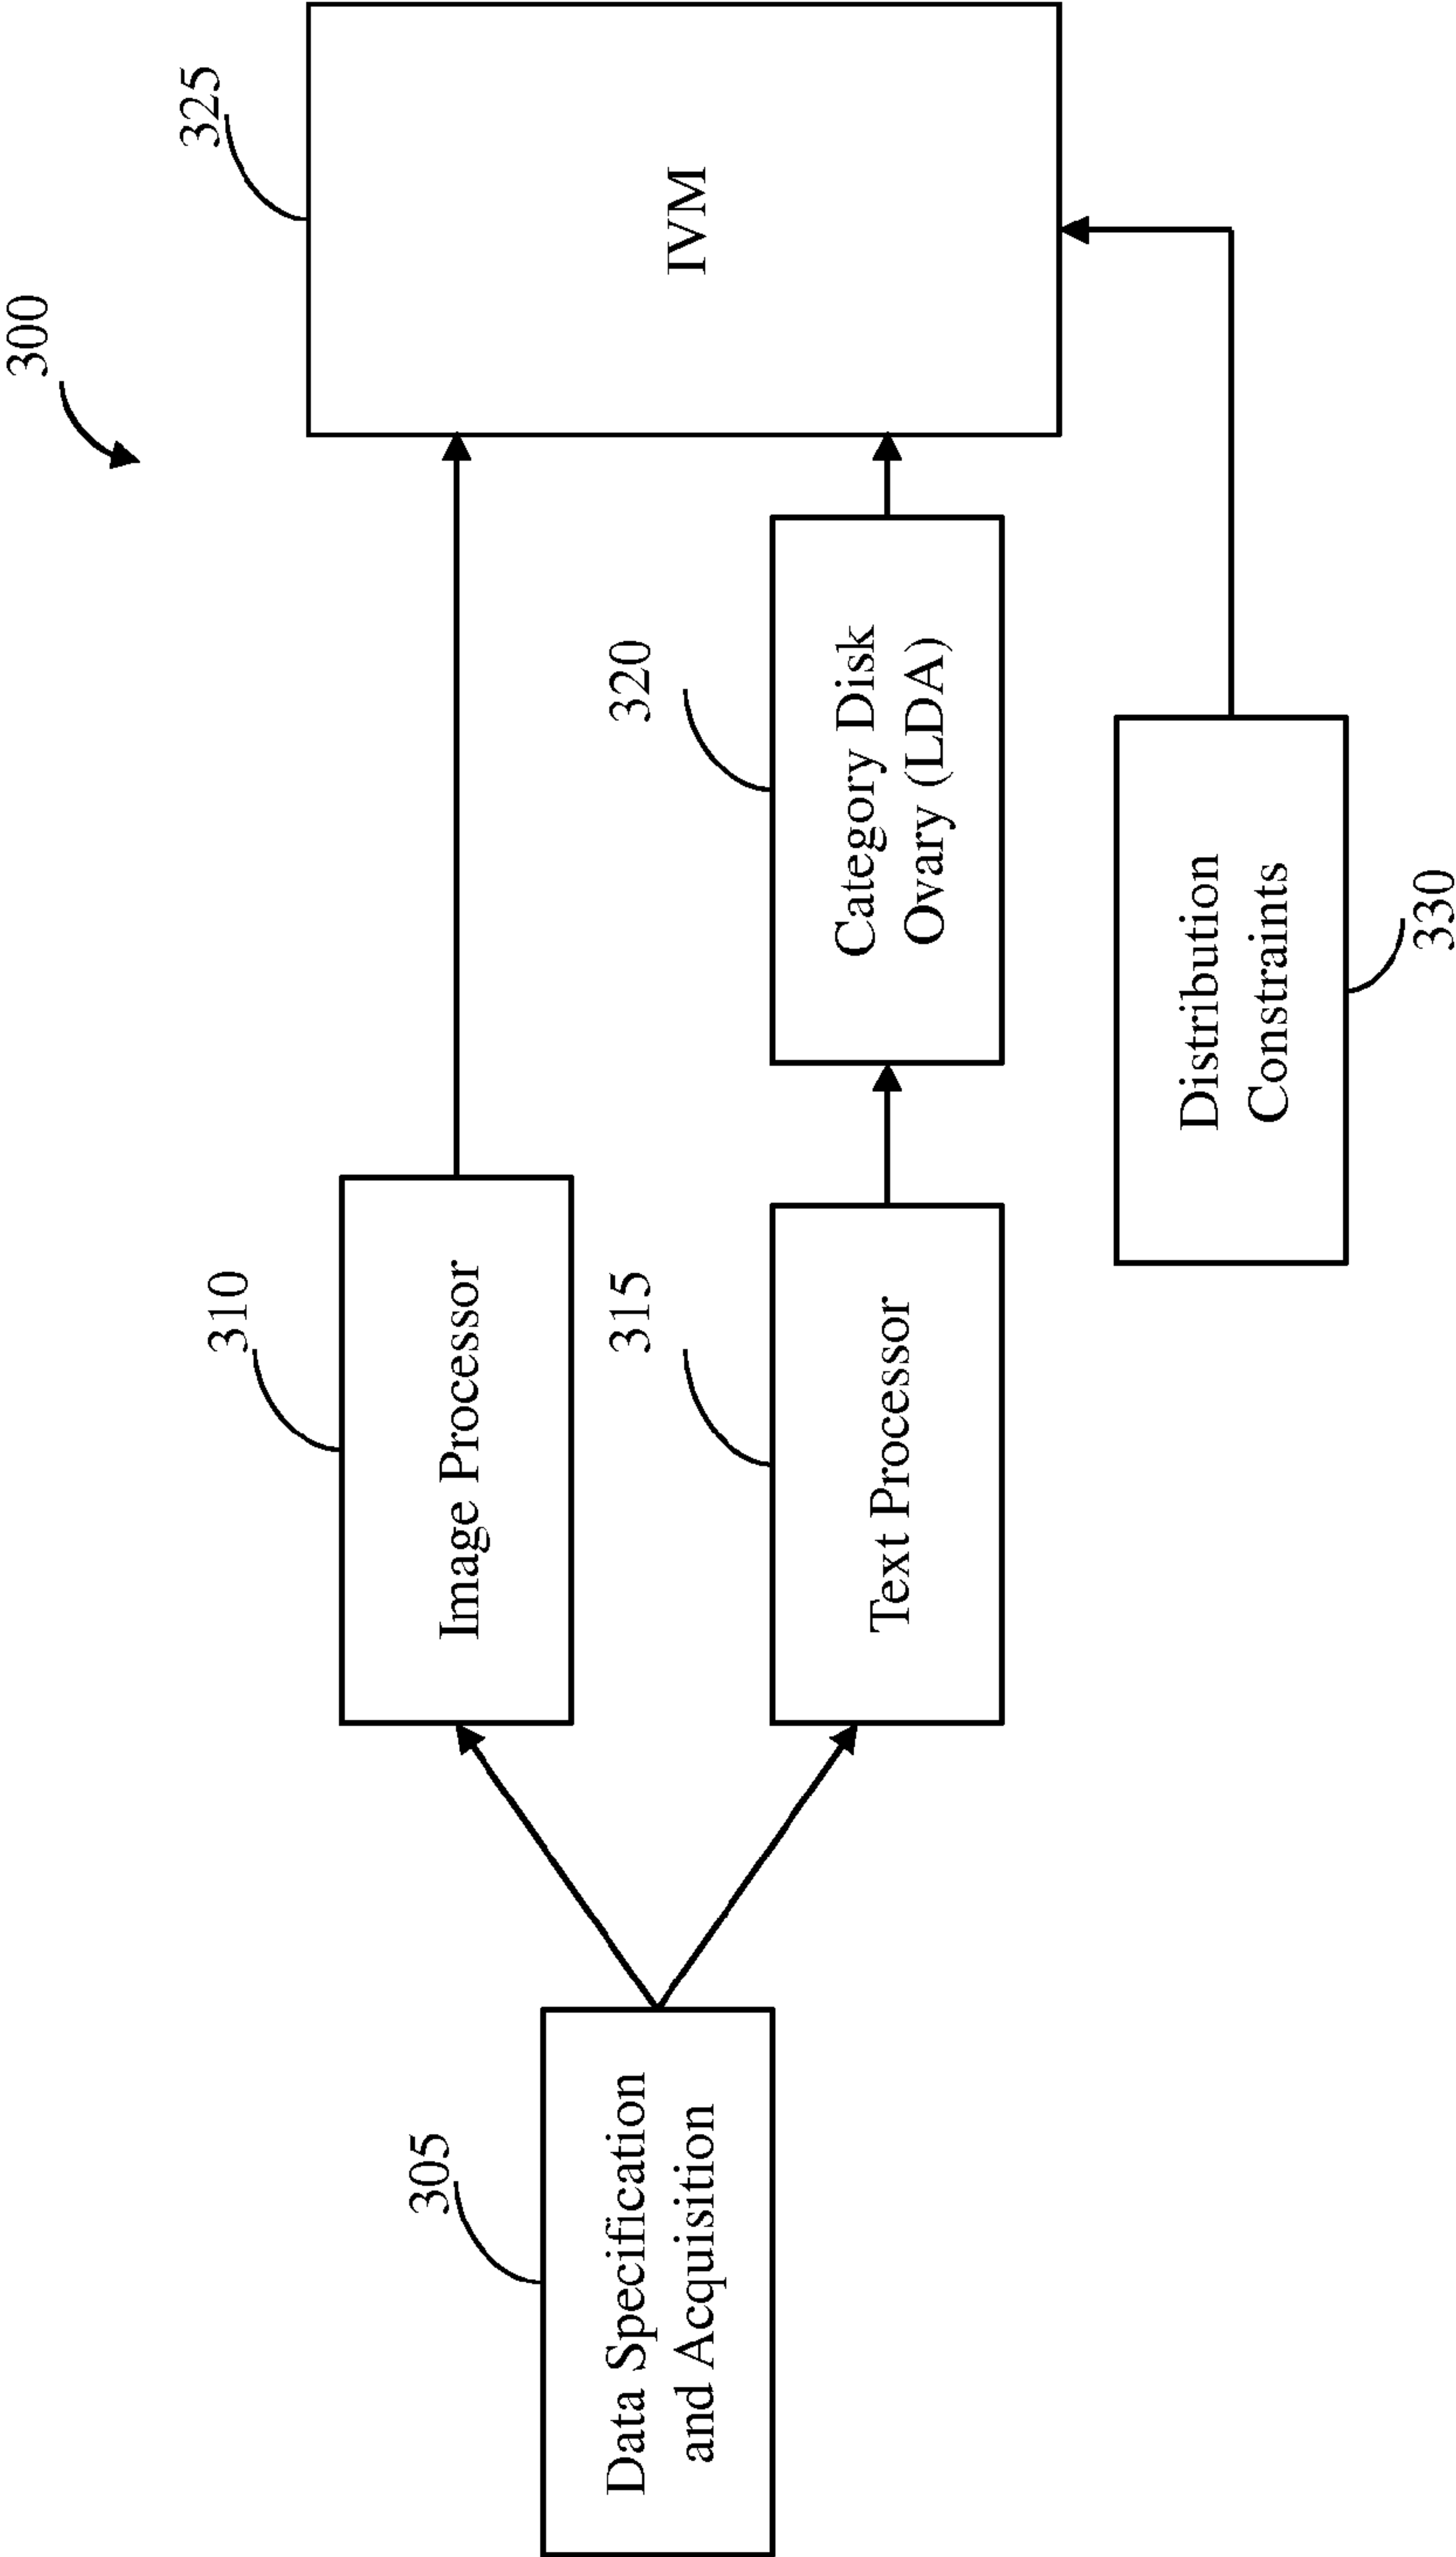 300
325
IVM
310
Image Processor
305
Data Specification
and Acquisition
315
Text Processor
320
Category Disk
Ovary (LDA)
Distribution
Constraints
330